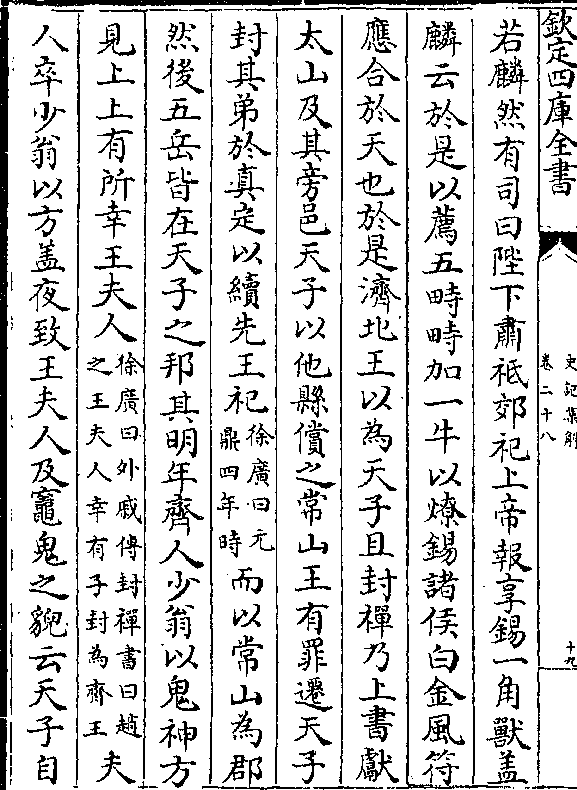 欽定四庫全書
史記集解
卷二十八
十九
若麟然有司曰陛下肅祗郊祀上帝報享錫一角獸盖
麟云於是以薦五畤畤加一牛以燎錫諸侯白金風符
應合於天也於是濟北王以為天子且封禪乃上書獻
太山及其旁邑天子以他縣償之常山王有罪遷天子
封其弟於真定以續先王祀徐廣曰元鼎四年時而以常山為郡
然後五岳皆在天子之邦其明年齊人少翁以鬼神方
見上上有所幸王夫人徐廣曰外戚傳封禪書曰趙之王夫人幸有子封為齊王夫
人卒少翁以方盖夜致王夫人及竈鬼之貌云天子自